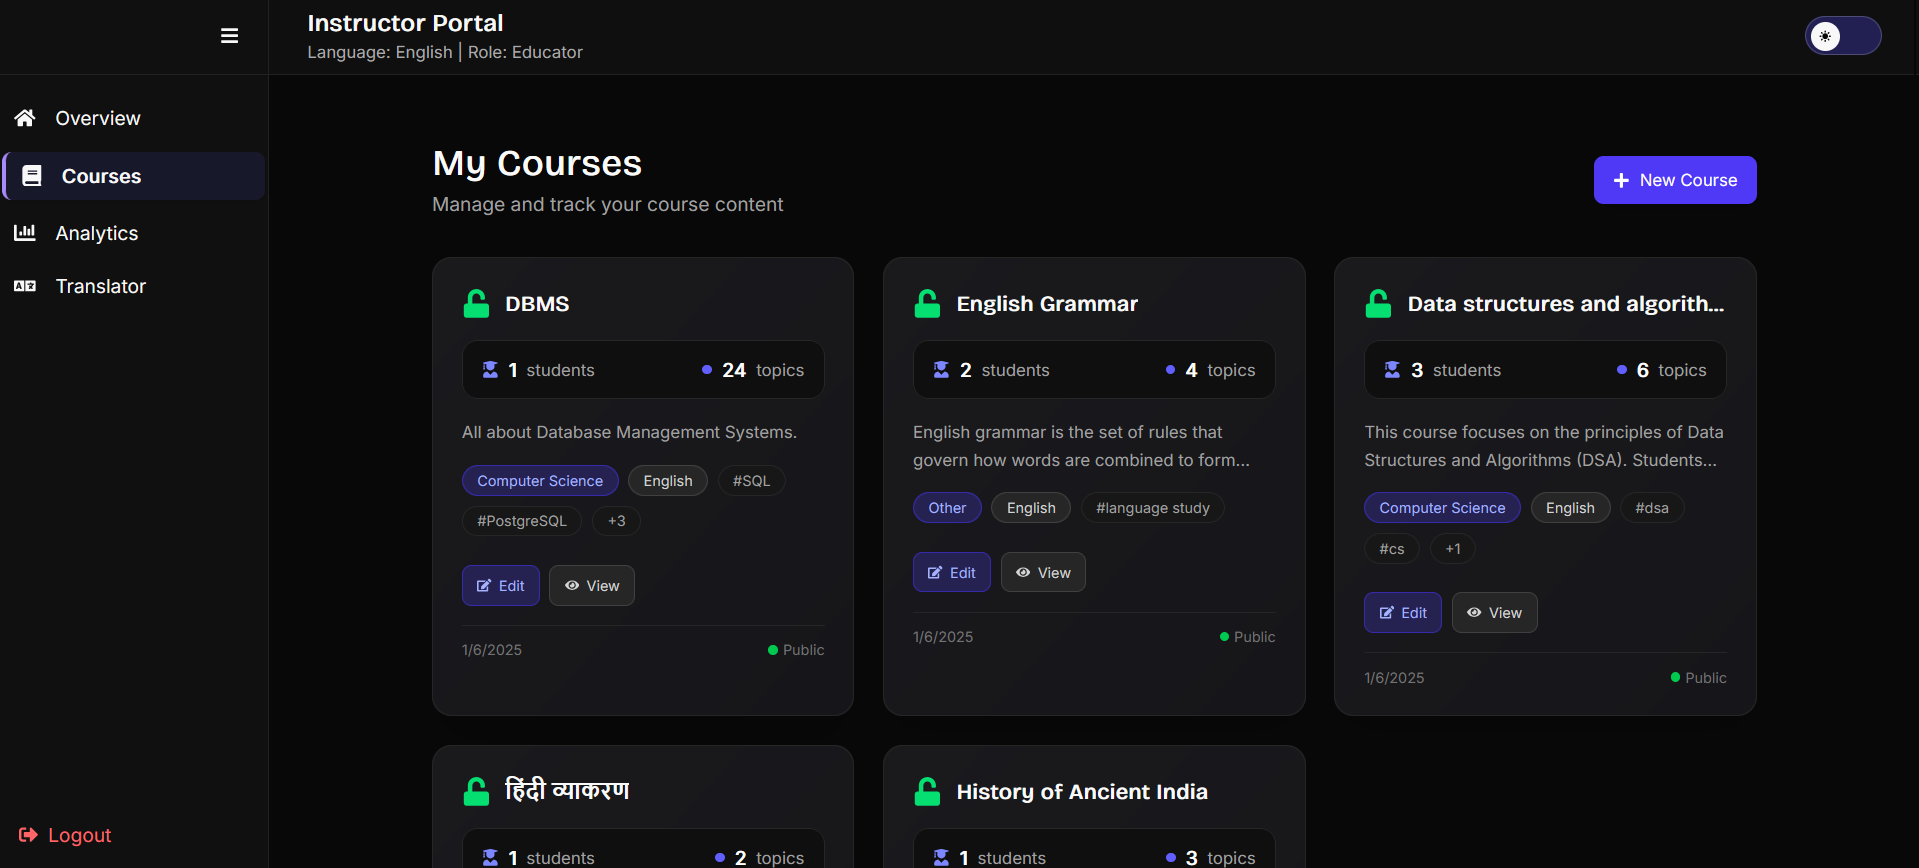 Instructor Portal
Language: English | Role: Educator
Overview
Courses
Analytics
Translator
Logout
My Courses
Manage and track your course content
New Course
DBMS
1 students 24 topics
All about Database Management Systems.
Computer Science English #SQL
#PostgreSQL +3
Edit View
1/6/2025 Public
English Grammar
2 students 4 topics
English grammar is the set of rules that
govern how words are combined to form...
Other English #language study
Edit View
1/6/2025 Public
Data structures and algorith...
3 students 6 topics
This course focuses on the principles of Data
Structures and Algorithms (DSA). Students...
Computer Science English #dsa
#cs +1
Edit View
1/6/2025 Public
हिंदी व्याकरण
1 students 2 topics
History of Ancient India
1 students 3 topics